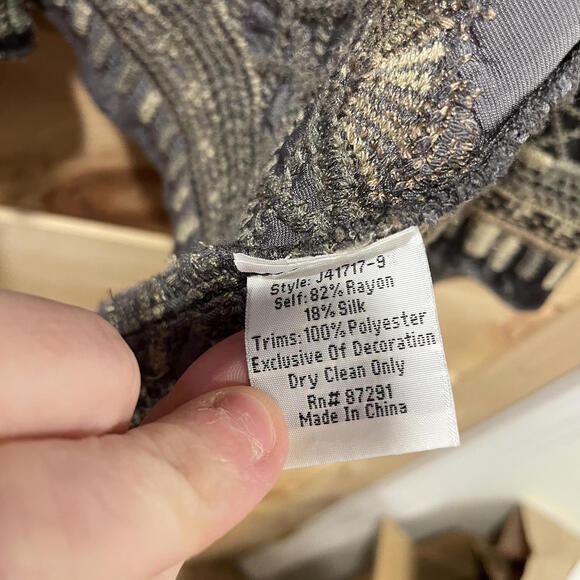 Style: J41717-9
Self: 82% Rayon
18% Silk
Trims: 100% Polyester
Exclusive Of Decoration
Dry Clean Only
Rn# 87291
Made In China